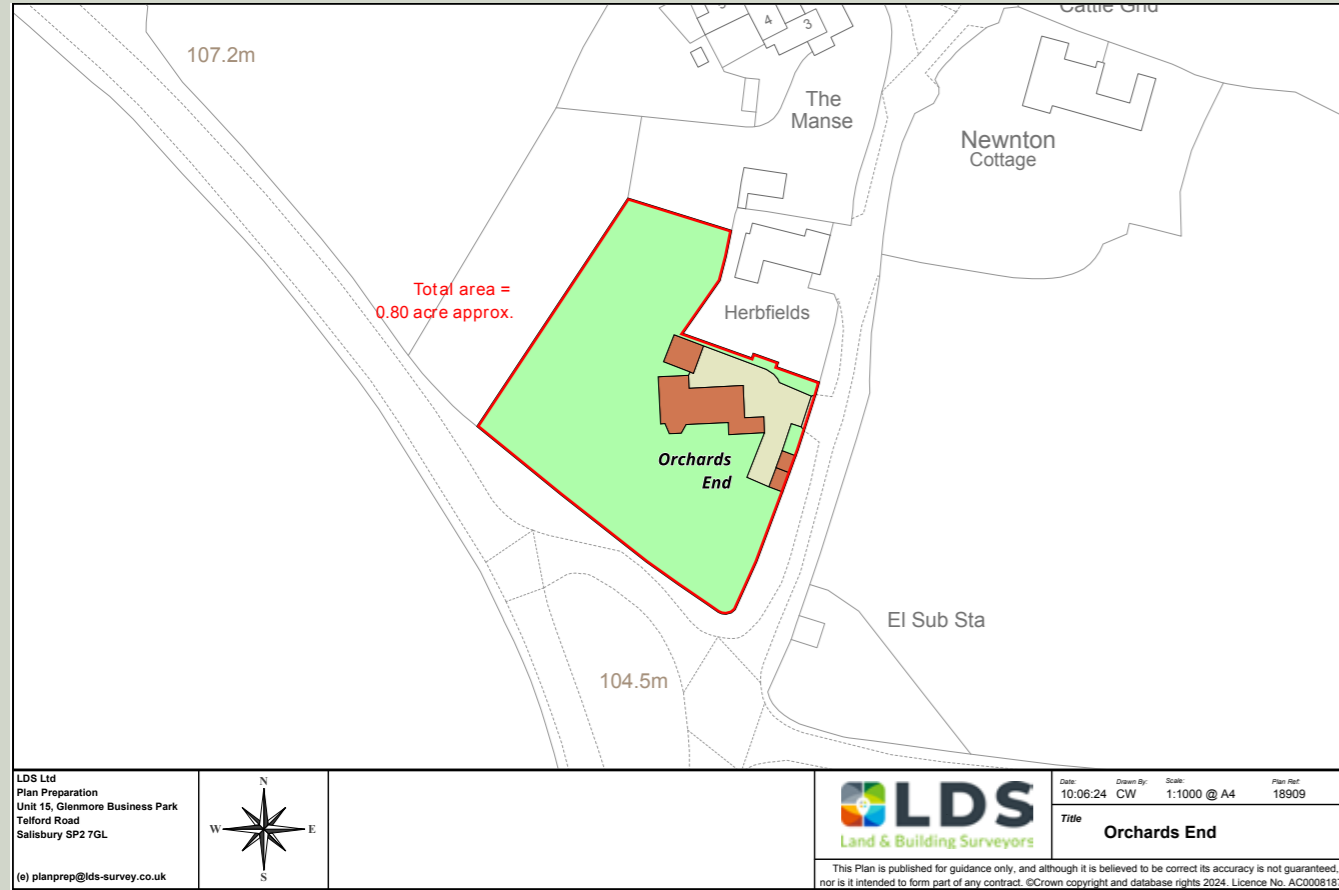 Cattle Grid
4
3
107.2m
The
Manse
Newnton
Cottage
Total area =
0.80 acre approx.
Herbfields
Orchards
End
El Sub Sta
104.5m
LDS Ltd
Plan Preparation
Unit 15, Glenmore Business Park
Telford Road
Salisbury SP2 7GL
(e) planprep@lds-survey.co.uk
N
W E
S
LDS
Land & Building Surveyors
Date: Drawn By: Scale: Plan Ref:
10:06:24 CW 1:1000 @ A4 18909
Title
Orchards End
This Plan is published for guidance only, and although it is believed to be correct its accuracy is not guaranteed,
nor is it intended to form part of any contract. ©Crown copyright and database rights 2024. Licence No.